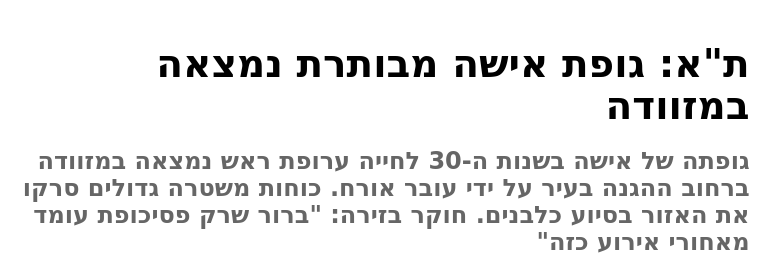 ת"א: גופת אישה מבותרת נמצאה
במזוודה
גופתה של אישה בשנות ה-30 לחייה ערופת ראש נמצאה במזוודה
ברחוב ההגנה בעיר על ידי עובר אורח. כוחות משטרה גדולים סרקו
את האזור בסיוע כלבנים. חוקר בזירה: "ברור שרק פסיכופת עומד
מאחורי אירוע כזה"